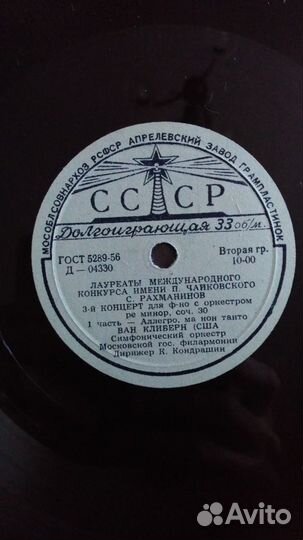 МОСОБЛСОВНАРХОЗ РСФСР АПРЕЛЕВСКИЙ ЗАВОД ГРАМПЛАСТИНОК
СССР
Долгоиграющая 33 об/м.
ГОСТ 5289-56
Вторая гр.
Д — 04330
10-00
ЛАУРЕАТЫ МЕЖДУНАРОДНОГО
КОНКУРСА ИМЕНИ П. ЧАЙКОВСКОГО
С. РАХМАНИНОВ
3-й КОНЦЕРТ для ф-но с оркестром
ре минор, соч. 30
1 часть — Аллегро, ма нон танто
ВАН КЛИБЕРН (США
Симфонический оркестр
Московской гос. филармонии
Дирижер К. Кондрашин
Avito